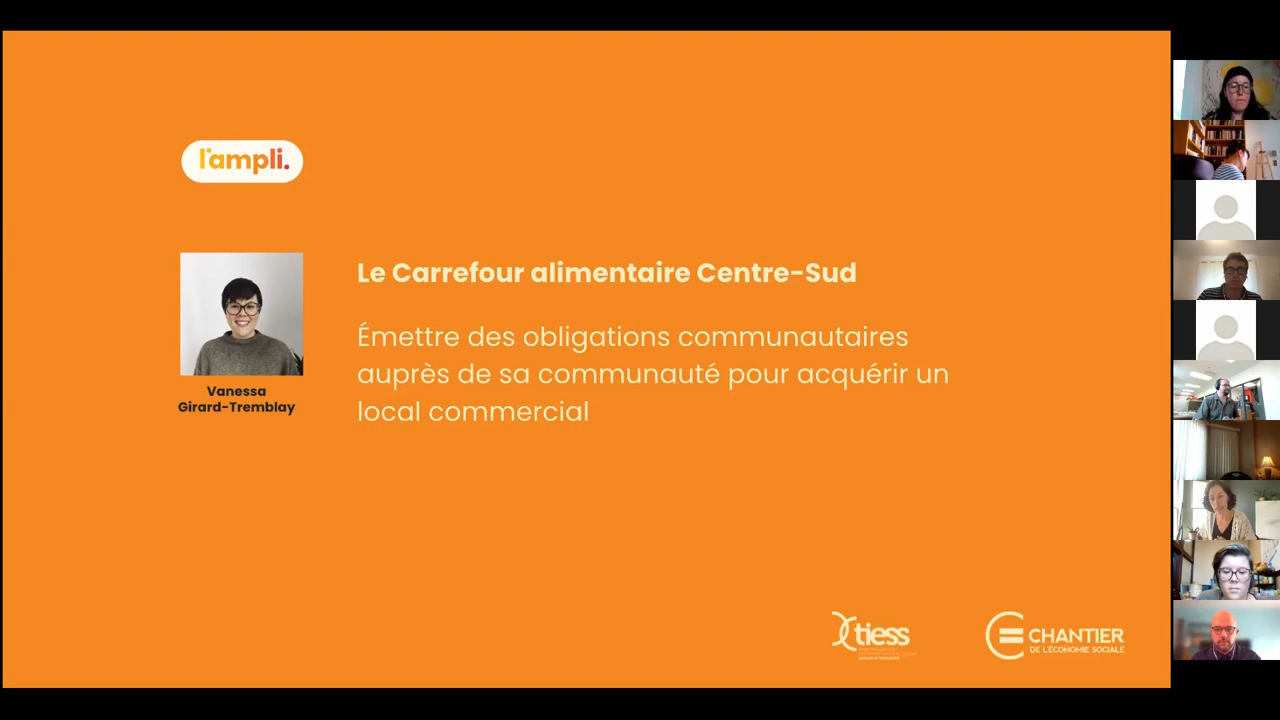 l'ampli.
Vanessa
Girard-Tremblay
Le Carrefour alimentaire Centre-Sud
Émettre des obligations communautaires
auprès de sa communauté pour acquérir un
local commercial
tiess
CHANTIER
DE L'ÉCONOMIE SOCIALE